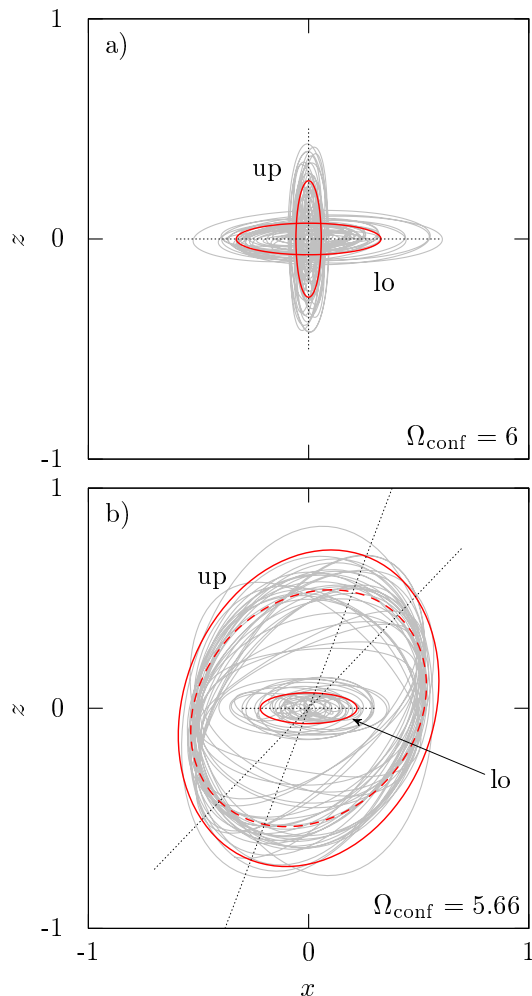 1
a)
up
z
0
lo
Ω_conf = 6
-1
1
b)
up
z
0
lo
Ω_conf = 5.66
-1
-1 0 1
x